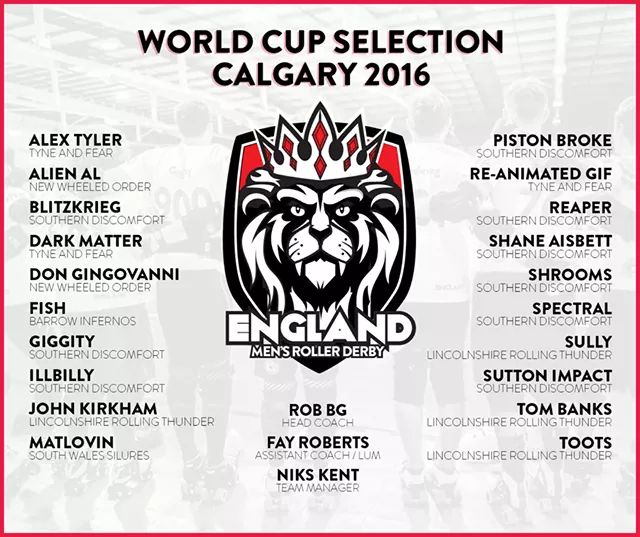 WORLD CUP SELECTION
CALGARY 2016
ALEX TYLER
TYNE AND FEAR
ALIEN AL
NEW WHEELED ORDER
BLITZKRIEG
SOUTHERN DISCOMFORT
DARK MATTER
TYNE AND FEAR
DON GINGOVANNI
NEW WHEELED ORDER
FISH
BARROW INFERNOS
GIGGITY
SOUTHERN DISCOMFORT
ILLBILLY
SOUTHERN DISCOMFORT
JOHN KIRKHAM
LINCOLNSHIRE ROLLING THUNDER
MATLOVIN
SOUTH WALES SILURES
ENGLAND
MEN'S ROLLER DERBY
ROB BG
HEAD COACH
FAY ROBERTS
ASSISTANT COACH / LUM
NIKS KENT
TEAM MANAGER
PISTON BROKE
SOUTHERN DISCOMFORT
RE-ANIMATED GIF
TYNE AND FEAR
REAPER
SOUTHERN DISCOMFORT
SHANE AISBETT
SOUTHERN DISCOMFORT
SHROOMS
SOUTHERN DISCOMFORT
SPECTRAL
SOUTHERN DISCOMFORT
SULLY
LINCOLNSHIRE ROLLING THUNDER
SUTTON IMPACT
SOUTHERN DISCOMFORT
TOM BANKS
LINCOLNSHIRE ROLLING THUNDER
TOOTS
LINCOLNSHIRE ROLLING THUNDER